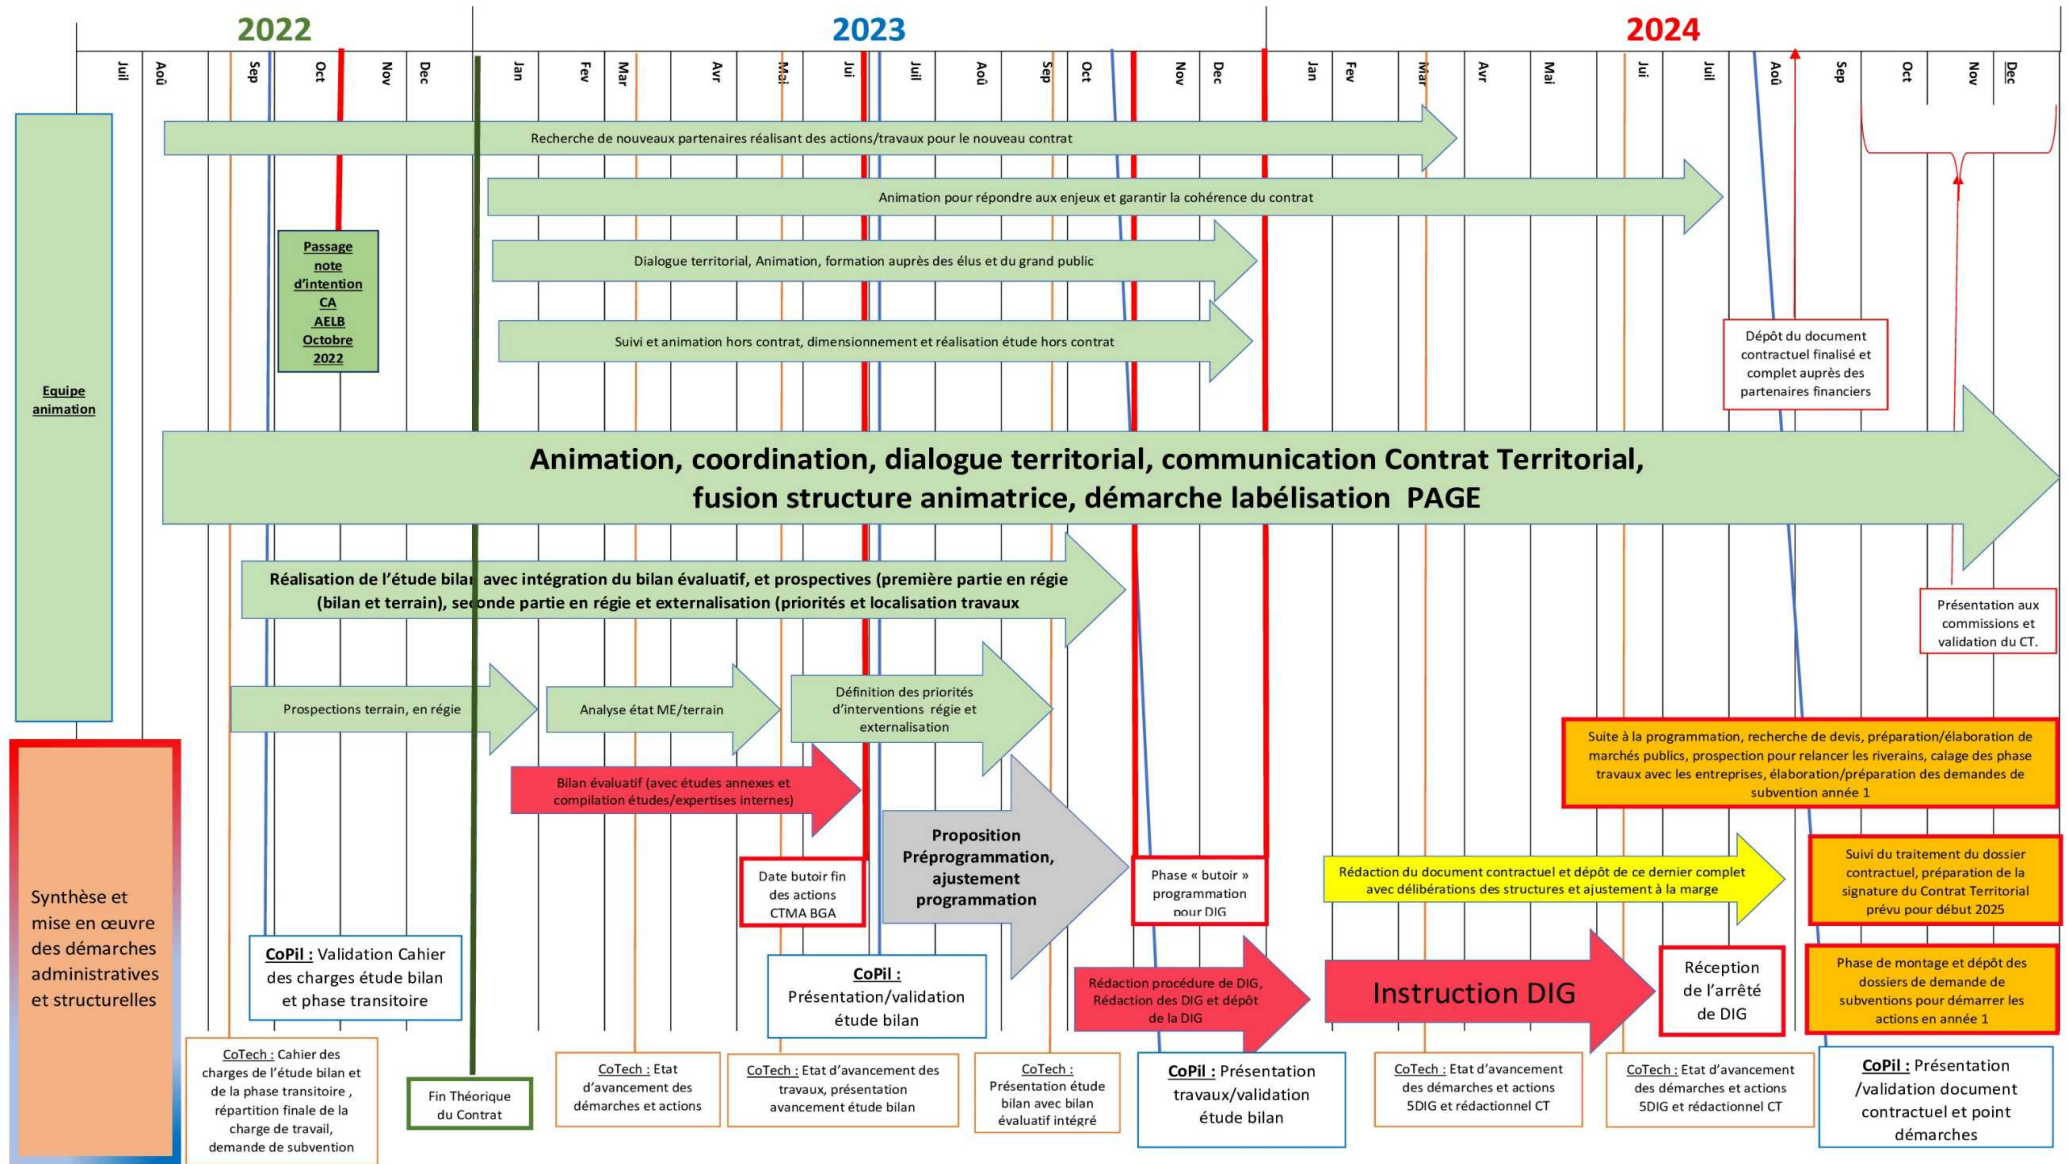 2022
2023
2024
Juil
Aoû
Sep
Oct
Nov
Dec
Jan
Fev
Mar
Avr
Mai
Jui
Juil
Aoû
Sep
Oct
Nov
Dec
Jan
Fev
Mar
Avr
Mai
Jui
Juil
Aoû
Sep
Oct
Nov
Dec
Recherche de nouveaux partenaires réalisant des actions/travaux pour le nouveau contrat
Animation pour répondre aux enjeux et garantir la cohérence du contrat
Passage
note
d'intention
CA
AELB
Octobre
2022
Dialogue territorial, Animation, formation auprès des élus et du grand public
Suivi et animation hors contrat, dimensionnement et réalisation étude hors contrat
Dépôt du document
contractuel finalisé et
complet auprès des
partenaires financiers
Equipe
animation
Animation, coordination, dialogue territorial, communication Contrat Territorial,
fusion structure animatrice, démarche labélisation PAGE
Réalisation de l'étude bilan avec intégration du bilan évaluatif, et prospectives (première partie en régie
(bilan et terrain), seconde partie en régie et externalisation (priorités et localisation travaux
Présentation aux
commissions et
validation du CT.
Prospections terrain, en régie
Analyse état ME/terrain
Définition des priorités
d'interventions régie et
externalisation
Suite à la programmation, recherche de devis, préparation/élaboration de
marchés publics, prospection pour relancer les riverains, calage des phase
travaux avec les entreprises, élaboration/préparation des demandes de
subvention année 1
Bilan évaluatif (avec études annexes et
compilation études/expertises internes)
Proposition
Préprogrammation,
ajustement
programmation
Date butoir fin
des actions
CTMA BGA
Phase « butoir »
programmation
pour DIG
Rédaction du document contractuel et dépôt de ce dernier complet
avec délibérations des structures et ajustement à la marge
Suivi du traitement du dossier
contractuel, préparation de la
signature du Contrat Territorial
prévu pour début 2025
Synthèse et
mise en œuvre
des démarches
administratives
et structurelles
CoPil : Validation Cahier
des charges étude bilan
et phase transitoire
CoPil :
Présentation/validation
étude bilan
Rédaction procédure de DIG,
Rédaction des DIG et dépôt
de la DIG
Instruction DIG
Réception
de l'arrêté
de DIG
Phase de montage et dépôt des
dossiers de demande de
subventions pour démarrer les
actions en année 1
CoTech : Cahier des
charges de l'étude bilan et
de la phase transitoire ,
répartition finale de la
charge de travail,
demande de subvention
Fin Théorique
du Contrat
CoTech : Etat
d'avancement des
démarches et actions
CoTech : Etat d'avancement des
travaux, présentation
avancement étude bilan
CoTech :
Présentation étude
bilan avec bilan
évaluatif intégré
CoPil : Présentation
travaux/validation
étude bilan
CoTech : Etat d'avancement
des démarches et actions
5DIG et rédactionnel CT
CoTech : Etat d'avancement
des démarches et actions
5DIG et rédactionnel CT
CoPil : Présentation
/validation document
contractuel et point
démarches